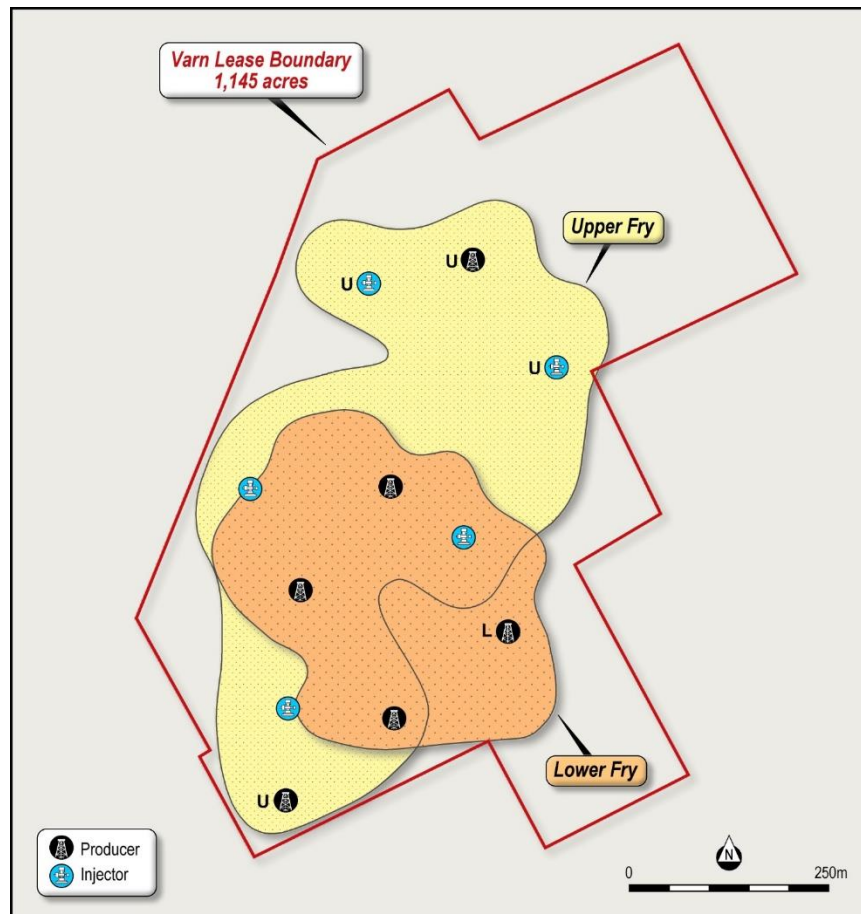 Varn Lease Boundary
1,145 acres
Upper Fry
U
U
U
L
U
Lower Fry
Producer
Injector
N
0
250m